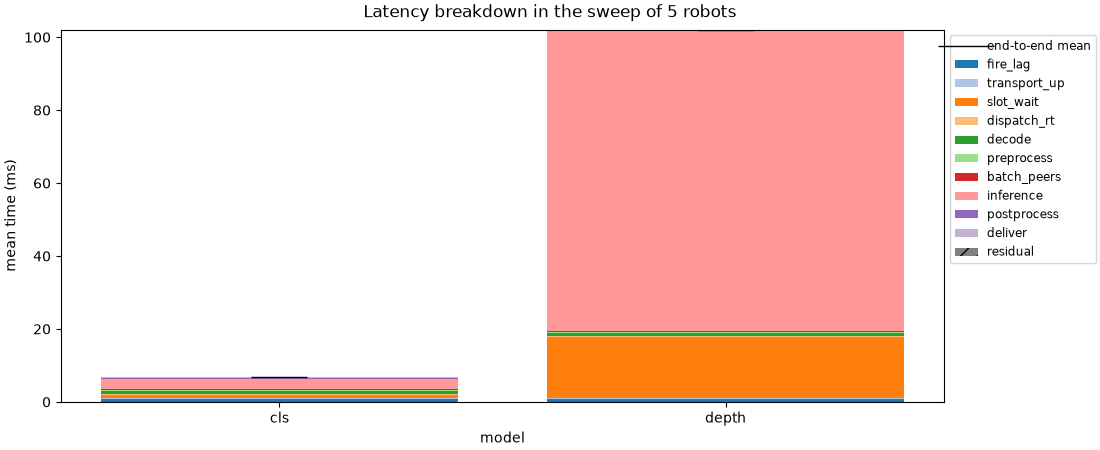 Latency breakdown in the sweep of 5 robots
100
80
60
40
20
0
mean time (ms)
cls
depth
model
end-to-end mean
fire_lag
transport_up
slot_wait
dispatch_rt
decode
preprocess
batch_peers
inference
postprocess
deliver
residual